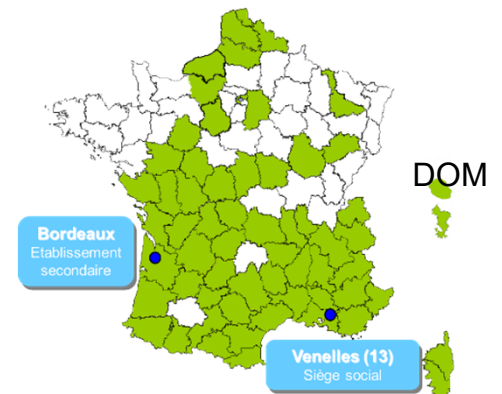 DOM
Bordeaux
Etablissement
secondaire
Venelles (13)
Siège social